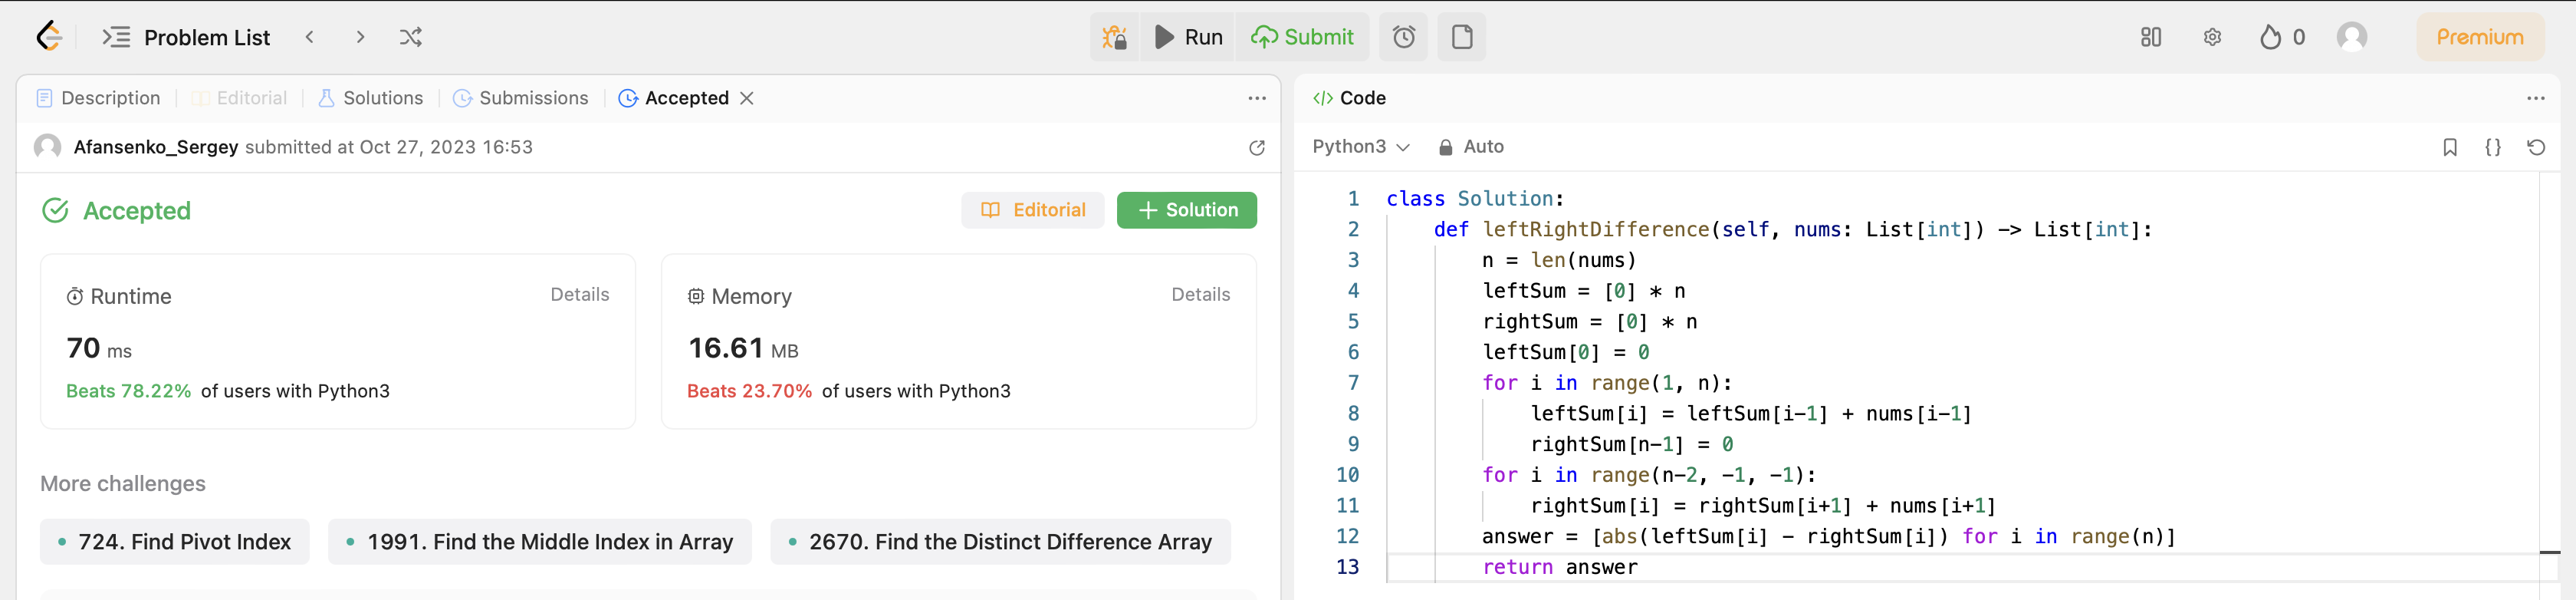 Problem List
Run
Submit
0
Premium
Description
Editorial
Solutions
Submissions
Accepted
Afansenko_Sergey submitted at Oct 27, 2023 16:53
Accepted
Editorial
+ Solution
Runtime
Details
70 ms
Beats 78.22% of users with Python3
Memory
Details
16.61 MB
Beats 23.70% of users with Python3
More challenges
724. Find Pivot Index
1991. Find the Middle Index in Array
2670. Find the Distinct Difference Array
</> Code
Python3
Auto
{}
1 class Solution:
2     def leftRightDifference(self, nums: List[int]) -> List[int]:
3         n = len(nums)
4         leftSum = [0] * n
5         rightSum = [0] * n
6         leftSum[0] = 0
7         for i in range(1, n):
8             leftSum[i] = leftSum[i-1] + nums[i-1]
9             rightSum[n-1] = 0
10         for i in range(n-2, -1, -1):
11             rightSum[i] = rightSum[i+1] + nums[i+1]
12         answer = [abs(leftSum[i] - rightSum[i]) for i in range(n)]
13         return answer